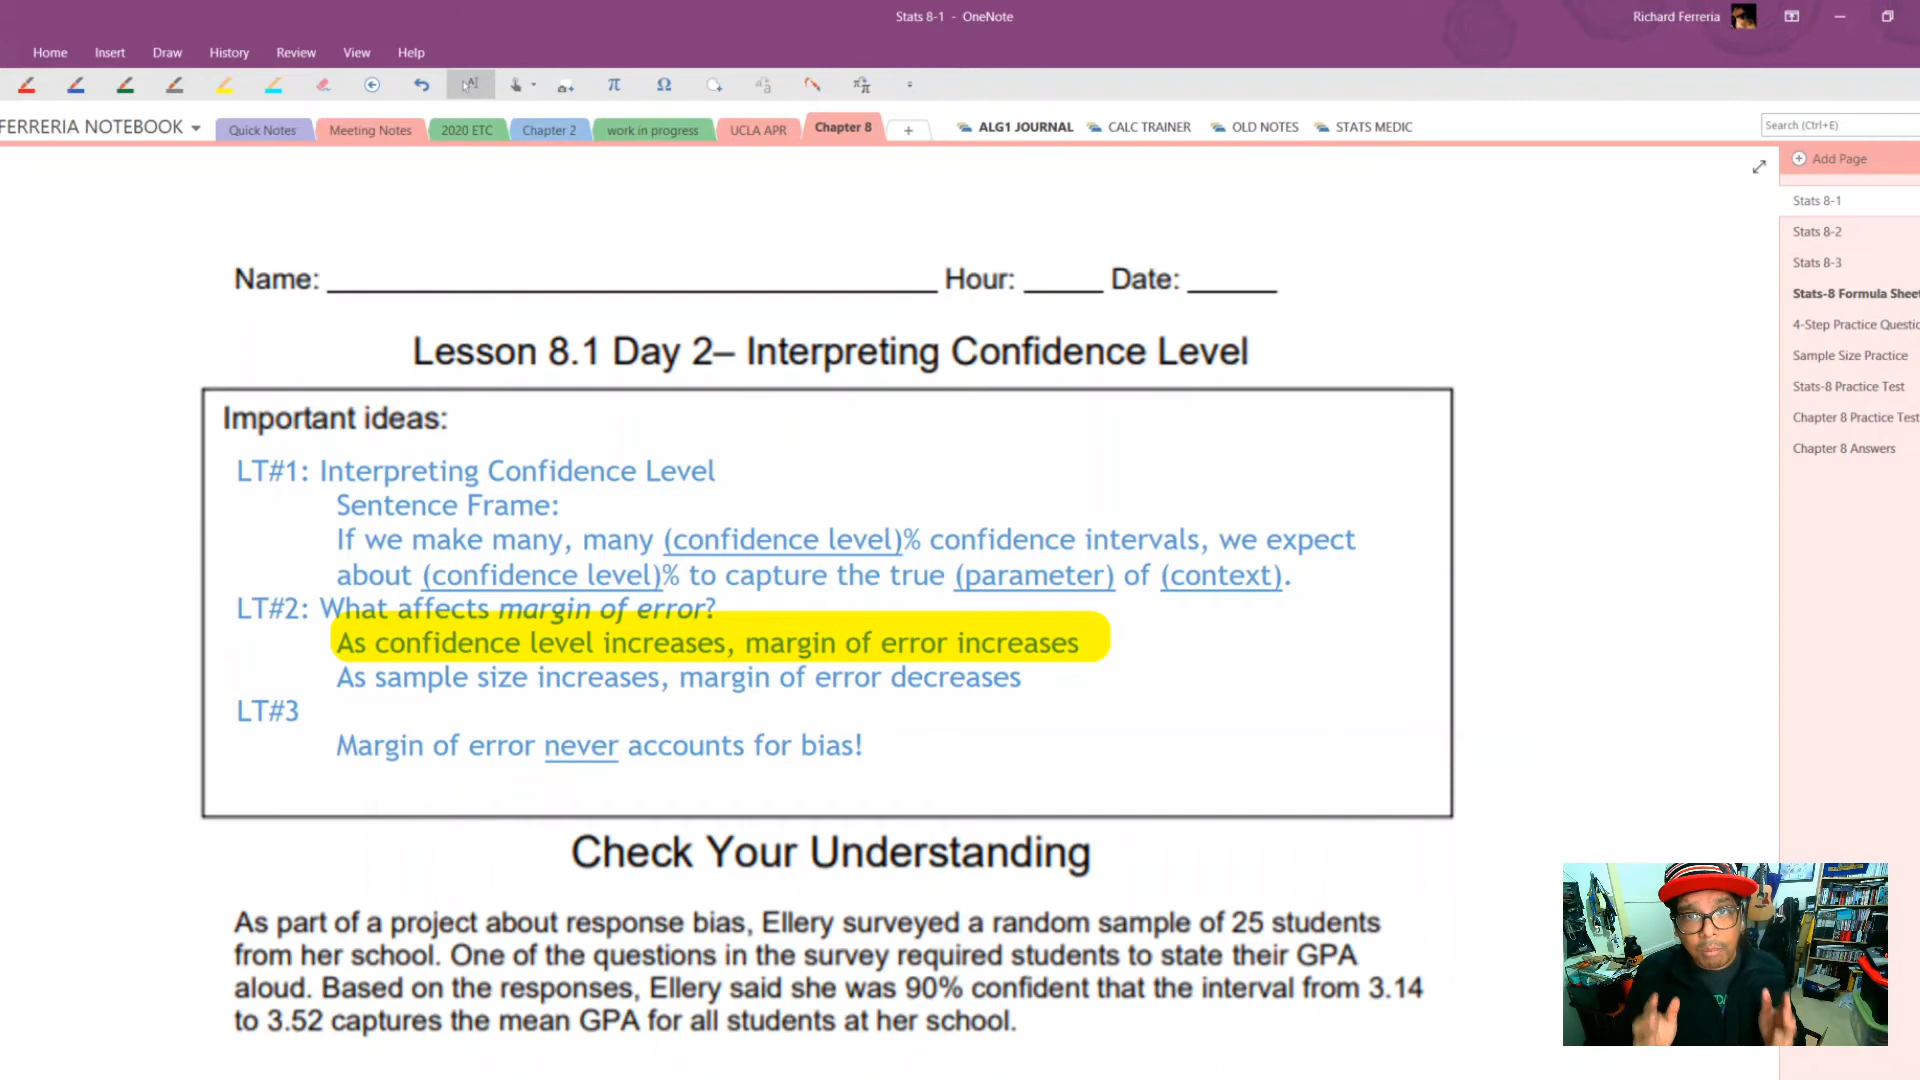 Stats 8-1 - OneNote
Richard Ferreria
Home Insert Draw History Review View Help
FERRERIA NOTEBOOK
Quick Notes
Meeting Notes
2020 ETC
Chapter 2
work in progress
UCLA APR
Chapter 8
ALG1 JOURNAL
CALC TRAINER
OLD NOTES
STATS MEDIC
Search (Ctrl+E)
Add Page
Stats 8-1
Stats 8-2
Stats 8-3
Stats-8 Formula Sheet
4-Step Practice Questio
Sample Size Practice
Stats-8 Practice Test
Chapter 8 Practice Test
Chapter 8 Answers
Name: Hour: Date:
Lesson 8.1 Day 2– Interpreting Confidence Level
Important ideas:
LT#1: Interpreting Confidence Level
Sentence Frame:
If we make many, many (confidence level)% confidence intervals, we expect
about (confidence level)% to capture the true (parameter) of (context).
LT#2: What affects margin of error?
As confidence level increases, margin of error increases
As sample size increases, margin of error decreases
LT#3
Margin of error never accounts for bias!
Check Your Understanding
As part of a project about response bias, Ellery surveyed a random sample of 25 students
from her school. One of the questions in the survey required students to state their GPA
aloud. Based on the responses, Ellery said she was 90% confident that the interval from 3.14
to 3.52 captures the mean GPA for all students at her school.